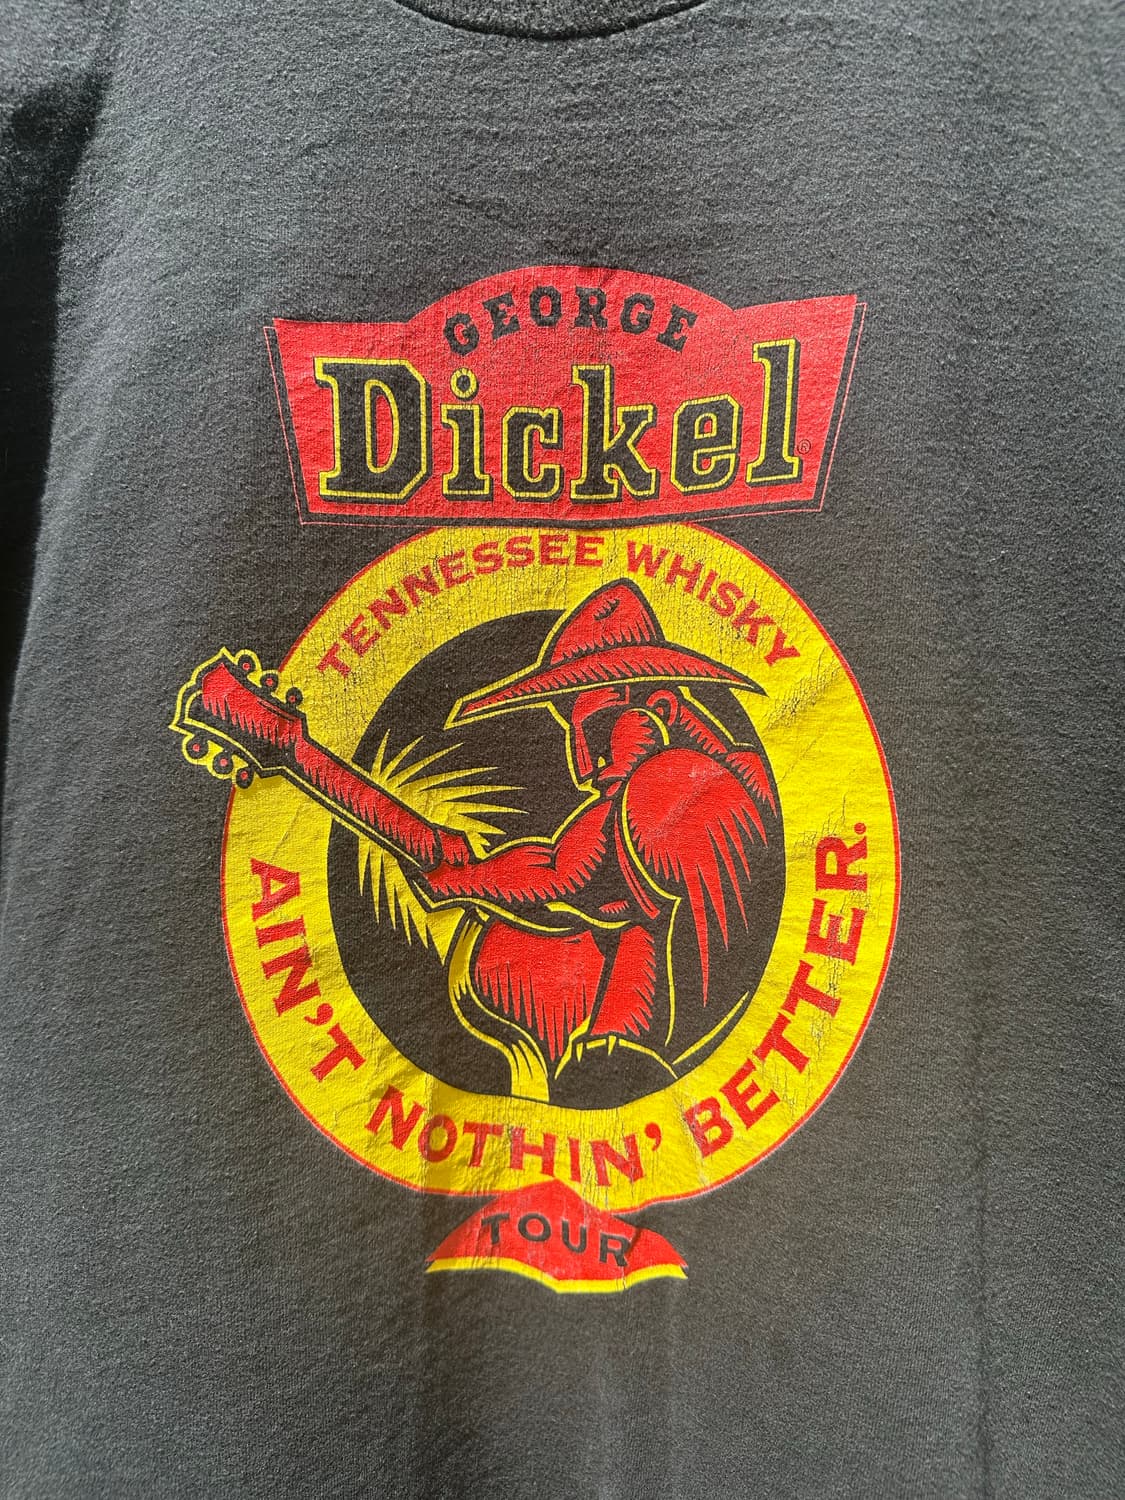 GEORGE
Dickel®
TENNESSEE WHISKY
AIN'T NOTHIN' BETTER.
TOUR